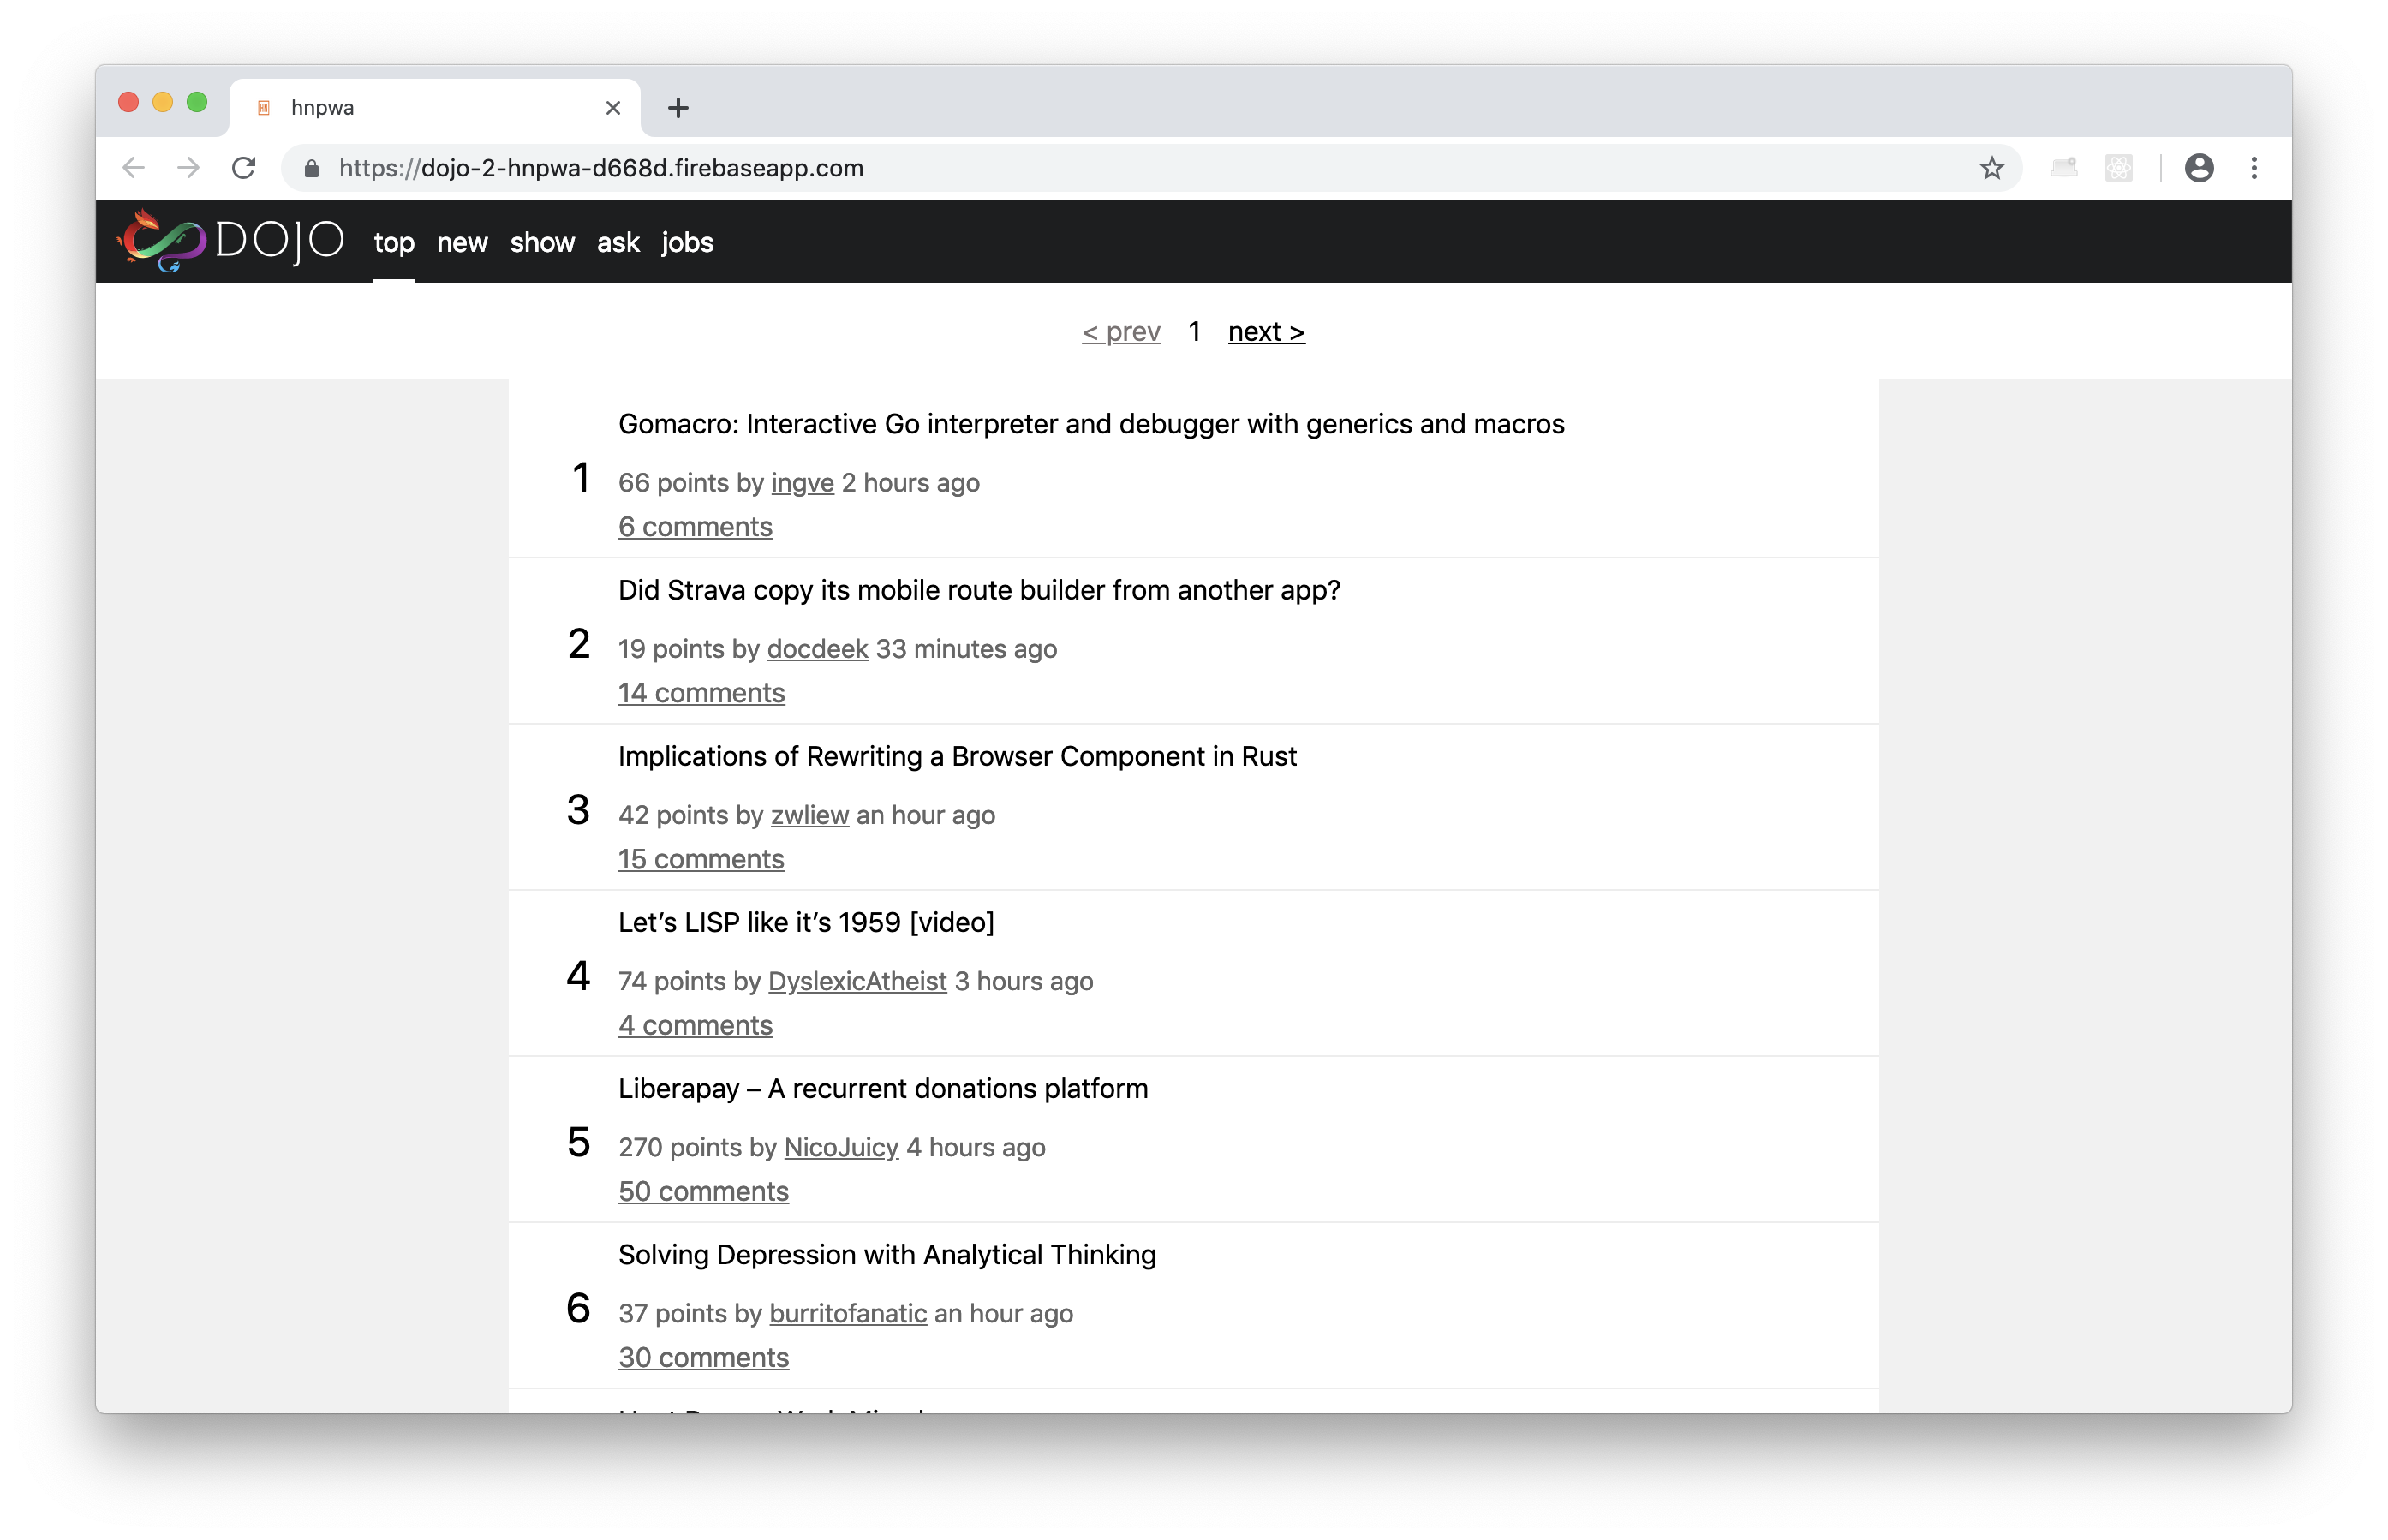 hnpwa
https://dojo-2-hnpwa-d668d.firebaseapp.com
DOJO top new show ask jobs
< prev 1 next >
Gomacro: Interactive Go interpreter and debugger with generics and macros
1 66 points by ingve 2 hours ago
6 comments
Did Strava copy its mobile route builder from another app?
2 19 points by docdeek 33 minutes ago
14 comments
Implications of Rewriting a Browser Component in Rust
3 42 points by zwliew an hour ago
15 comments
Let’s LISP like it’s 1959 [video]
4 74 points by DyslexicAtheist 3 hours ago
4 comments
Liberapay – A recurrent donations platform
5 270 points by NicoJuicy 4 hours ago
50 comments
Solving Depression with Analytical Thinking
6 37 points by burritofanatic an hour ago
30 comments